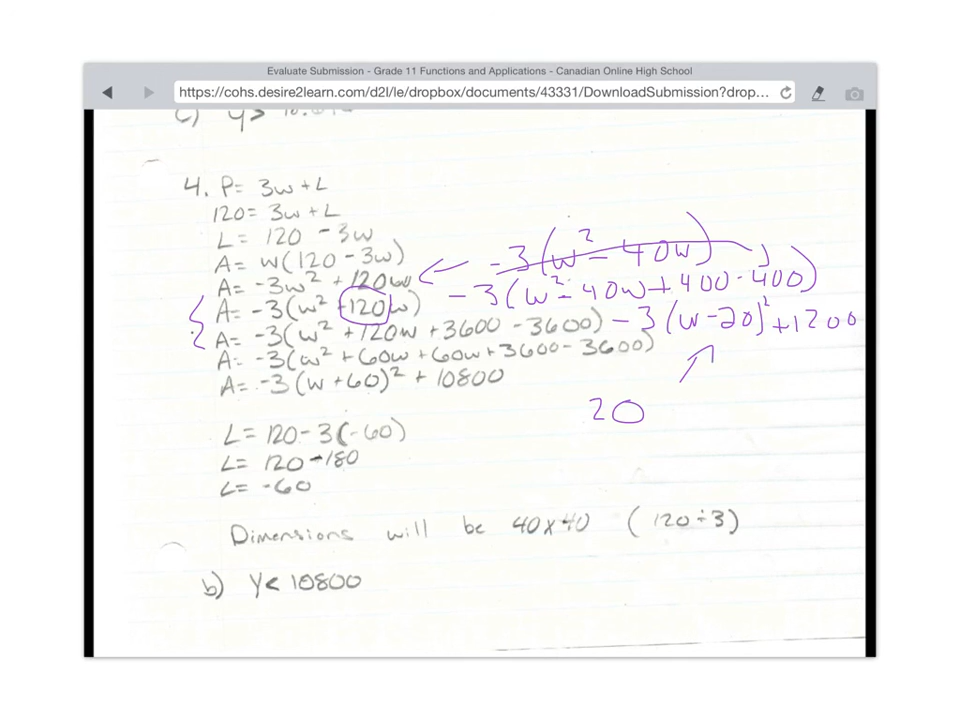 Evaluate Submission - Grade 11 Functions and Applications - Canadian Online High School
https://cohs.desire2learn.com/d2l/le/dropbox/documents/43331/DownloadSubmission?drop...
c) y>
4. P= 3w + L
120= 3w + L
L= 120 - 3w
A= w(120 - 3w)
A= -3w² + 120w ← -3(w² - 40w)
A= -3(w² +120w) -3(w² - 40w + 400 - 400)
A= -3(w² + 120w + 3600 - 3600) -3(w - 20)² + 1200
A= -3(w² + 60w + 60w + 3600 - 3600)
A= -3(w + 60)² + 10800
20
L= 120 - 3(-60)
L= 120 - 180
L= -60
Dimensions will be 40 x 40 (120 ÷ 3)
b) y< 10800